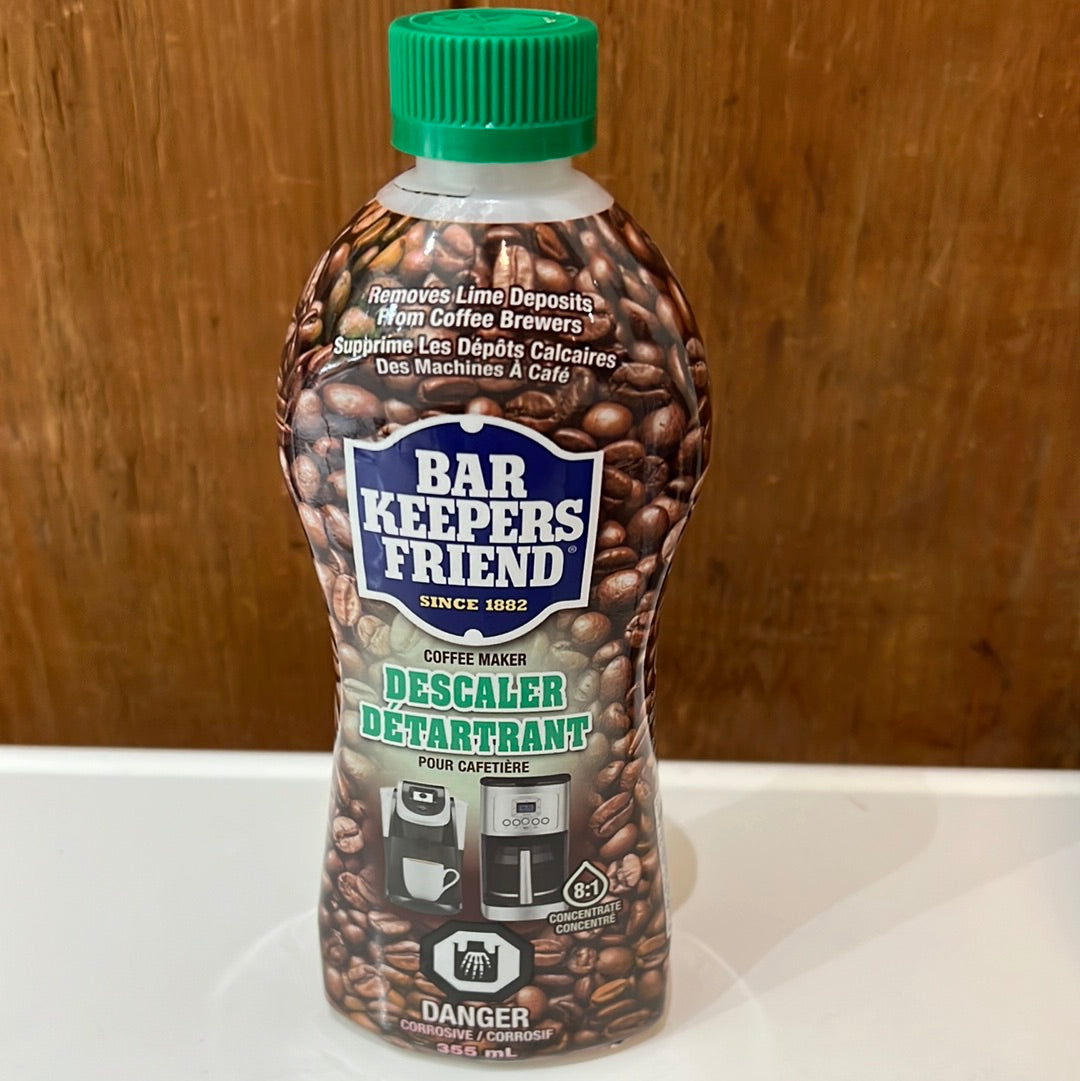 Removes Lime Deposits
From Coffee Brewers
Supprime Les Dépôts Calcaires
Des Machines À Café
BAR
KEEPERS
FRIEND®
SINCE 1882
COFFEE MAKER
DESCALER
DÉTARTRANT
POUR CAFETIÈRE
8:1
CONCENTRATE
CONCENTRÉ
DANGER
CORROSIVE / CORROSIF
355 mL